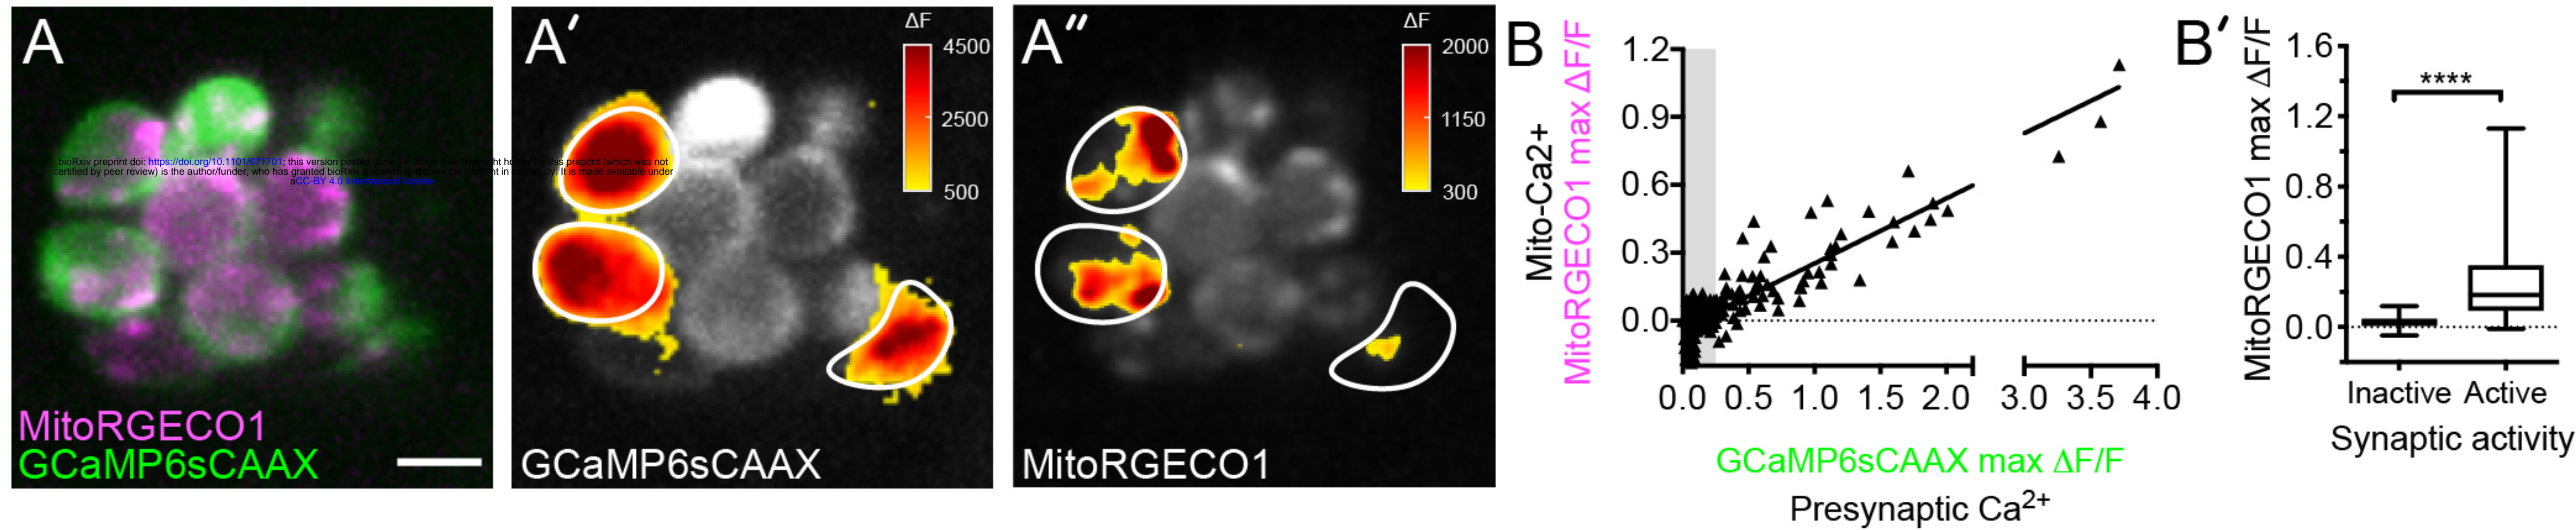 A
MitoRGECO1
GCaMP6sCAAX
bioRxiv preprint doi: https://doi.org/10.1101/671701; this version posted June 14, 2019. The copyright holder for this preprint (which was not
certified by peer review) is the author/funder, who has granted bioRxiv a license to display the preprint in perpetuity. It is made available under
aCC-BY 4.0 International license.
A′
ΔF
4500
2500
500
GCaMP6sCAAX
A″
ΔF
2000
1150
300
MitoRGECO1
B
Mito-Ca2+
MitoRGECO1 max ΔF/F
1.2
0.9
0.6
0.3
0.0
0.0 0.5 1.0 1.5 2.0 3.0 3.5 4.0
GCaMP6sCAAX max ΔF/F
Presynaptic Ca²⁺
B′
MitoRGECO1 max ΔF/F
1.6
1.2
0.8
0.4
0.0
****
Inactive Active
Synaptic activity